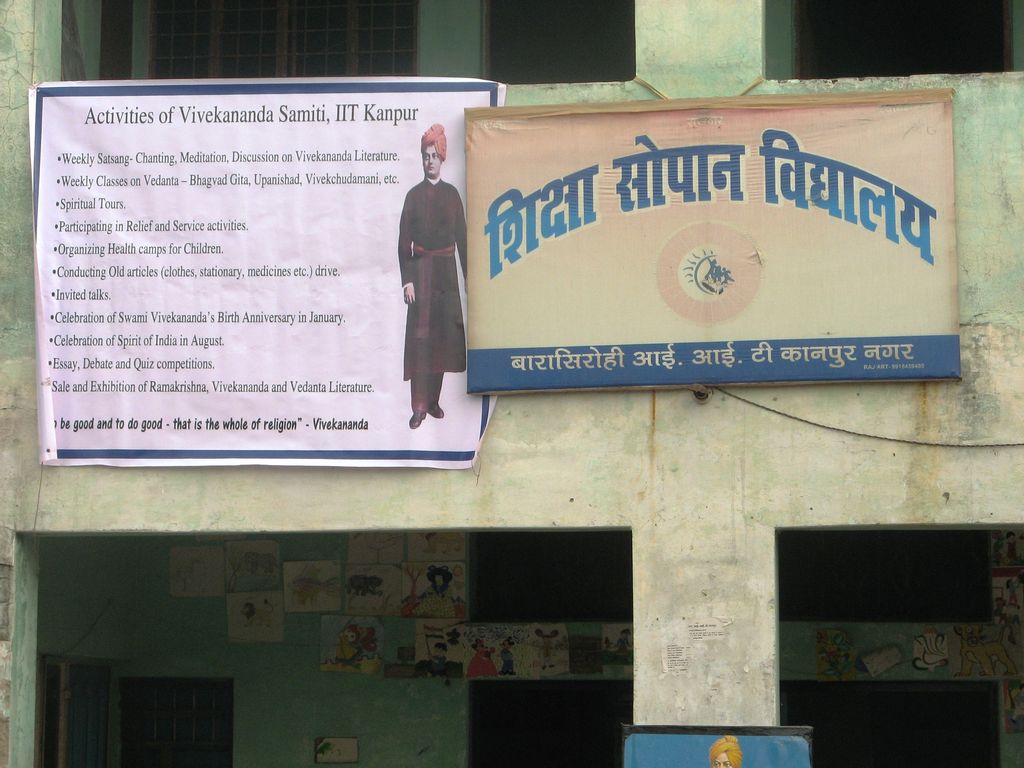 Activities of Vivekananda Samiti, IIT Kanpur
•Weekly Satsang- Chanting, Meditation, Discussion on Vivekananda Literature.
•Weekly Classes on Vedanta – Bhagvad Gita, Upanishad, Vivekchudamani, etc.
•Spiritual Tours.
•Participating in Relief and Service activities.
•Organizing Health camps for Children.
•Conducting Old articles (clothes, stationary, medicines etc.) drive.
•Invited talks.
•Celebration of Swami Vivekananda's Birth Anniversary in January.
•Celebration of Spirit of India in August.
•Essay, Debate and Quiz competitions.
Sale and Exhibition of Ramakrishna, Vivekananda and Vedanta Literature.
be good and to do good - that is the whole of religion" - Vivekananda
शिक्षा सोपान विद्यालय
बारासिरोही आई. आई. टी कानपुर नगर
RAJ ART-